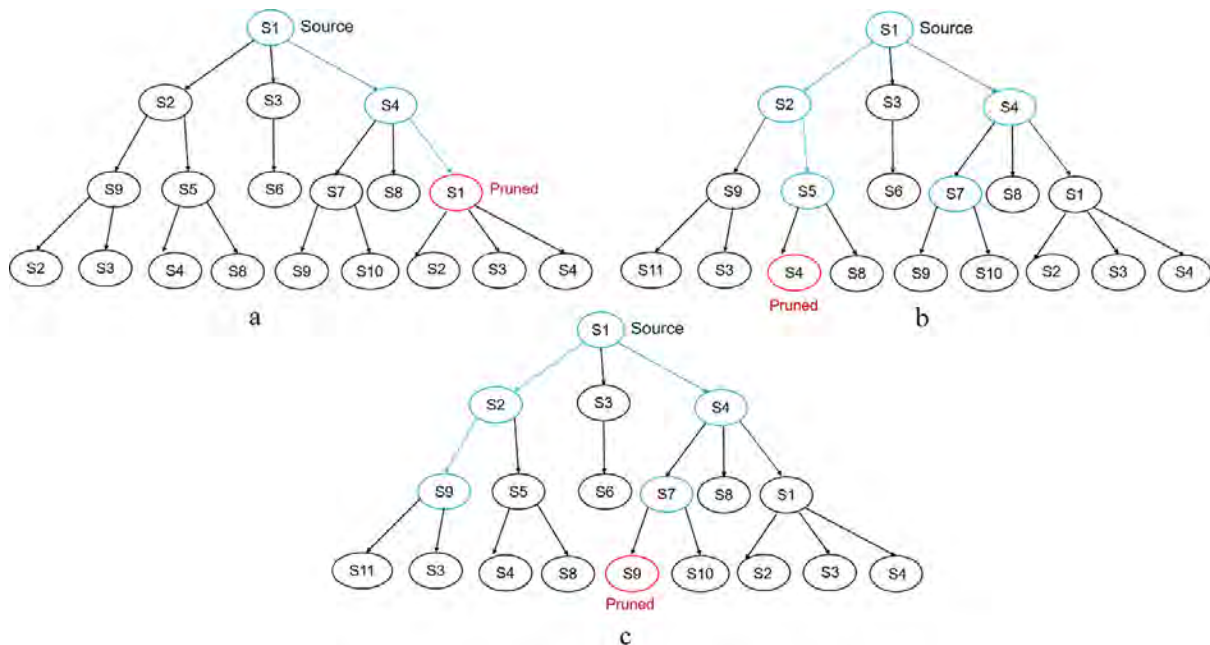 S1 Source
S2 S3 S4
S9 S5 S6 S7 S8 S1 Pruned
S2 S3 S4 S8 S9 S10 S2 S3 S4
a
S1 Source
S2 S3 S4
S9 S5 S6 S7 S8 S1
S11 S3 S4 S8 S9 S10 S2 S3 S4
Pruned
b
S1 Source
S2 S3 S4
S9 S5 S6 S7 S8 S1
S11 S3 S4 S8 S9 S10 S2 S3 S4
Pruned
c